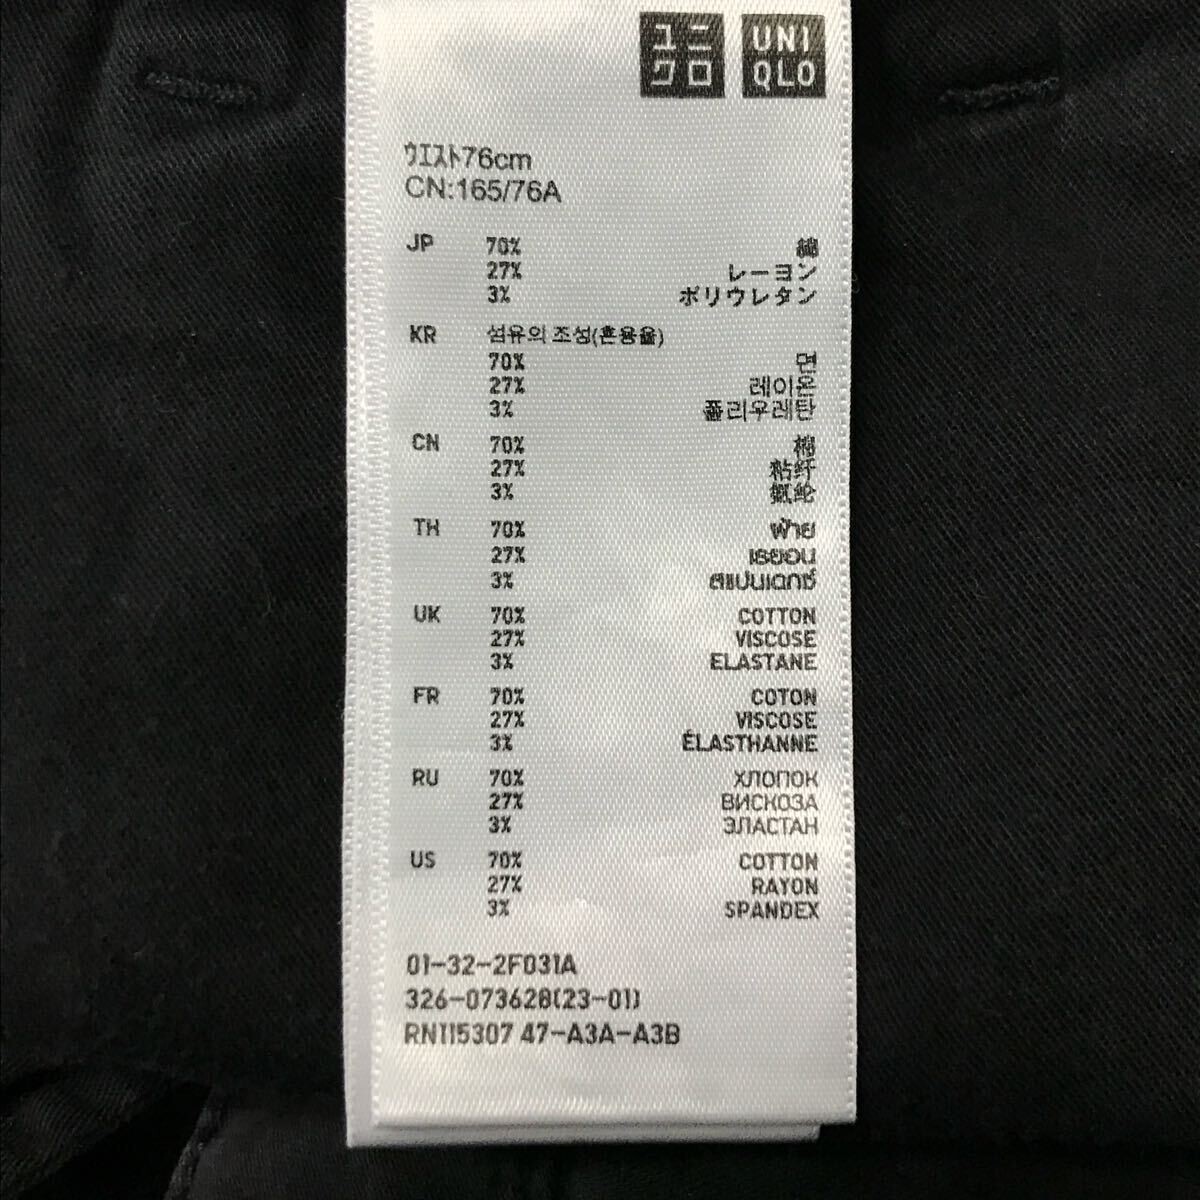 ユニ
クロ
UNI
QLO
ウエスト76cm
CN:165/76A
JP 70% 綿
27% レーヨン
3% ポリウレタン
KR 섬유의 조성(혼용율)
70% 면
27% 레이온
3% 폴리우레탄
CN 70% 棉
27% 粘纤
3% 氨纶
TH 70% ฝ้าย
27% เรยอน
3% สแปนเดกซ์
UK 70% COTTON
27% VISCOSE
3% ELASTANE
FR 70% COTON
27% VISCOSE
3% ÉLASTHANNE
RU 70% ХЛОПОК
27% ВИСКОЗА
3% ЭЛАСТАН
US 70% COTTON
27% RAYON
3% SPANDEX
01-32-2F031A
326-073628(23-01)
RN115307 47-A3A-A3B